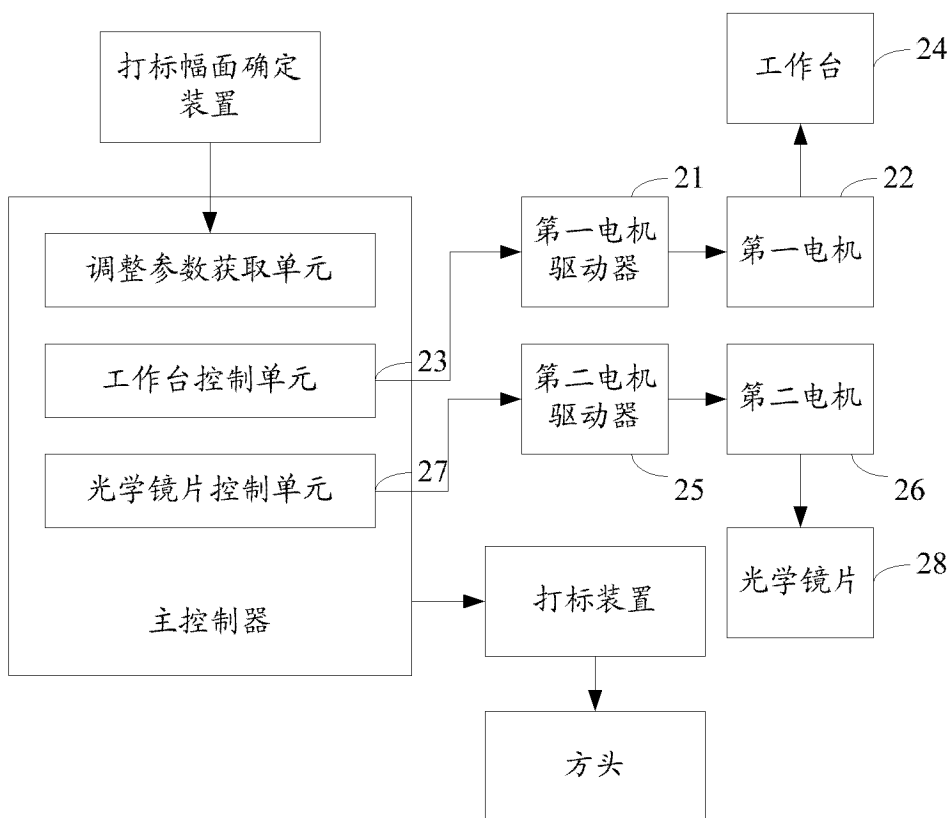 打标幅面确定
装置
工作台
24
21
22
第一电机
驱动器
第一电机
调整参数获取单元
工作台控制单元
23
第二电机
驱动器
第二电机
光学镜片控制单元
27
25
26
光学镜片
28
打标装置
主控制器
方头